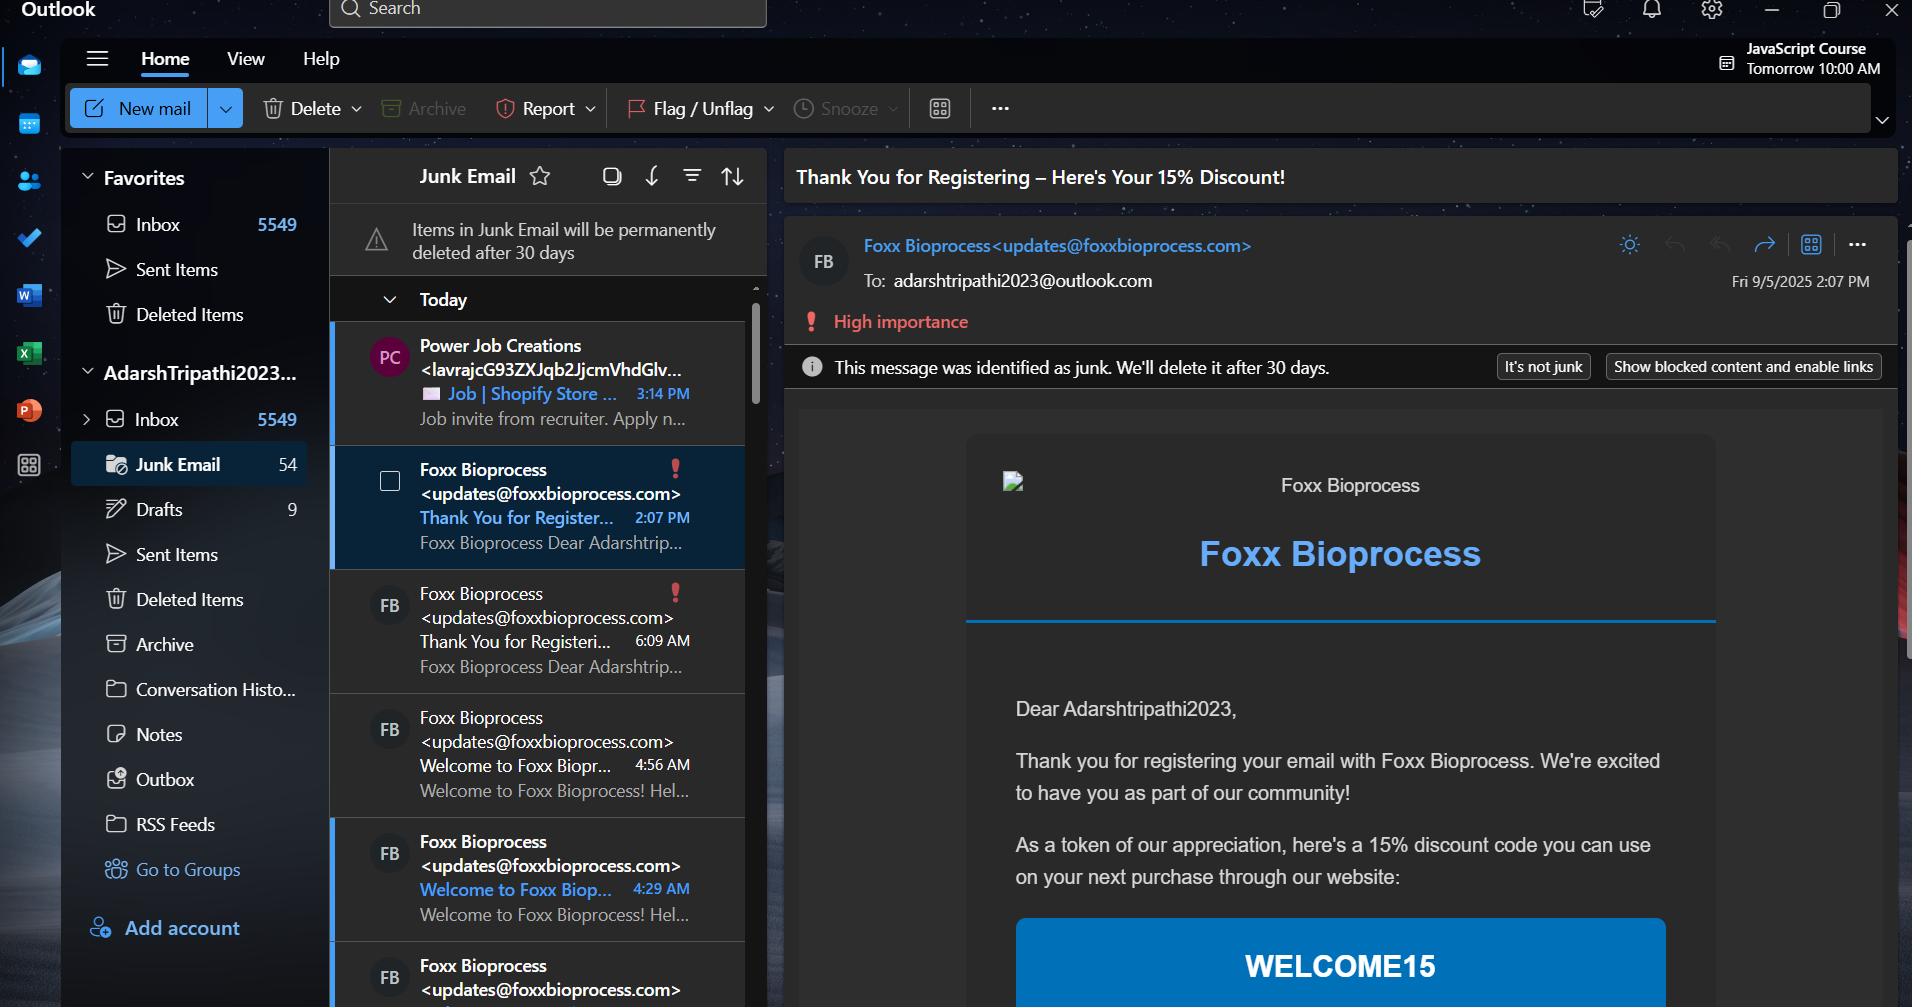 Outlook
Search
Home
View
Help
JavaScript Course
Tomorrow 10:00 AM
New mail
Delete
Archive
Report
Flag / Unflag
Snooze
Favorites
Inbox 5549
Sent Items
Deleted Items
AdarshTripathi2023...
Inbox 5549
Junk Email 54
Drafts 9
Sent Items
Deleted Items
Archive
Conversation Histo...
Notes
Outbox
RSS Feeds
Go to Groups
Add account
Junk Email
Items in Junk Email will be permanently
deleted after 30 days
Today
PC
Power Job Creations
<lavrajcG93ZXJqb2JjcmVhdGlv...
Job | Shopify Store ... 3:14 PM
Job invite from recruiter. Apply n...
Foxx Bioprocess
<updates@foxxbioprocess.com>
Thank You for Register... 2:07 PM
Foxx Bioprocess Dear Adarshtrip...
FB
Foxx Bioprocess
<updates@foxxbioprocess.com>
Thank You for Registeri... 6:09 AM
Foxx Bioprocess Dear Adarshtrip...
FB
Foxx Bioprocess
<updates@foxxbioprocess.com>
Welcome to Foxx Biopr... 4:56 AM
Welcome to Foxx Bioprocess! Hel...
FB
Foxx Bioprocess
<updates@foxxbioprocess.com>
Welcome to Foxx Biop... 4:29 AM
Welcome to Foxx Bioprocess! Hel...
FB
Foxx Bioprocess
<updates@foxxbioprocess.com>
Thank You for Registering – Here's Your 15% Discount!
FB
Foxx Bioprocess<updates@foxxbioprocess.com>
To: adarshtripathi2023@outlook.com
Fri 9/5/2025 2:07 PM
High importance
This message was identified as junk. We'll delete it after 30 days.
It's not junk
Show blocked content and enable links
Foxx Bioprocess
Foxx Bioprocess
Dear Adarshtripathi2023,
Thank you for registering your email with Foxx Bioprocess. We're excited
to have you as part of our community!
As a token of our appreciation, here's a 15% discount code you can use
on your next purchase through our website:
WELCOME15